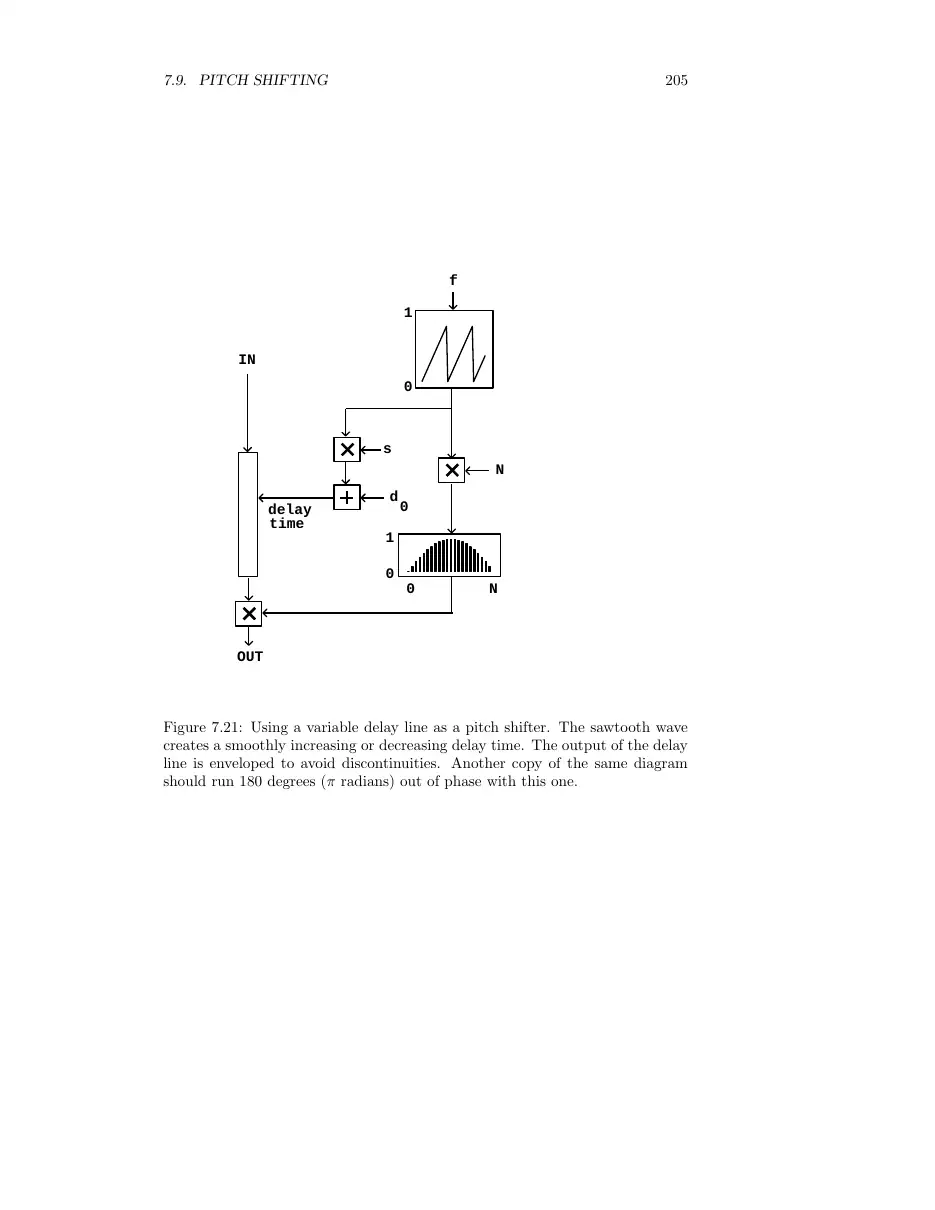 7.9. PITCH SHIFTING 205
f
1
0
IN
s
N
d0
delay
time
1
0
0 N
OUT
Figure 7.21: Using a variable delay line as a pitch shifter. The sawtooth wave
creates a smoothly increasing or decreasing delay time. The output of the delay
line is enveloped to avoid discontinuities. Another copy of the same diagram
should run 180 degrees (π radians) out of phase with this one.